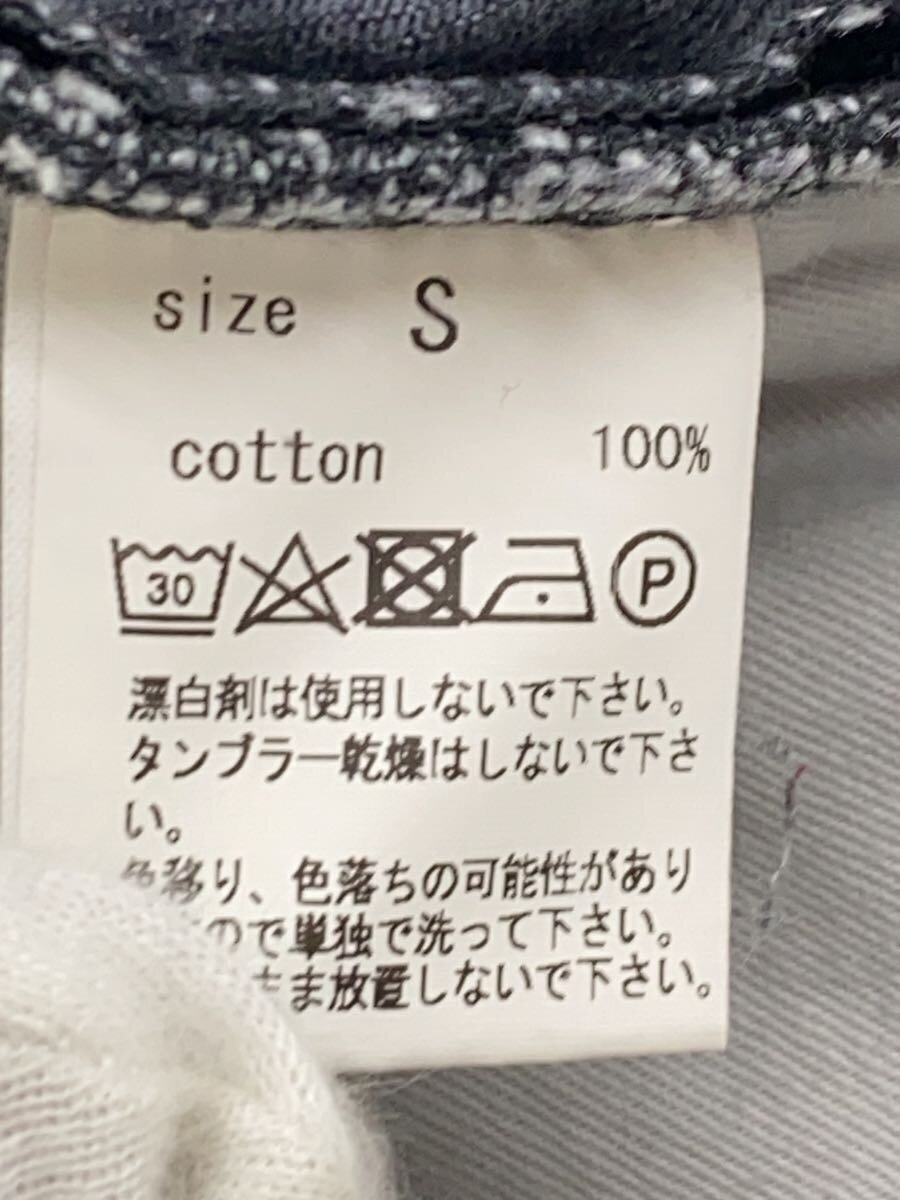 size S
cotton 100%
30 P
漂白剤は使用しないで下さい。
タンブラー乾燥はしないで下さ
い。
色移り、色落ちの可能性があり
ので単独で洗って下さい。
まま放置しないで下さい。